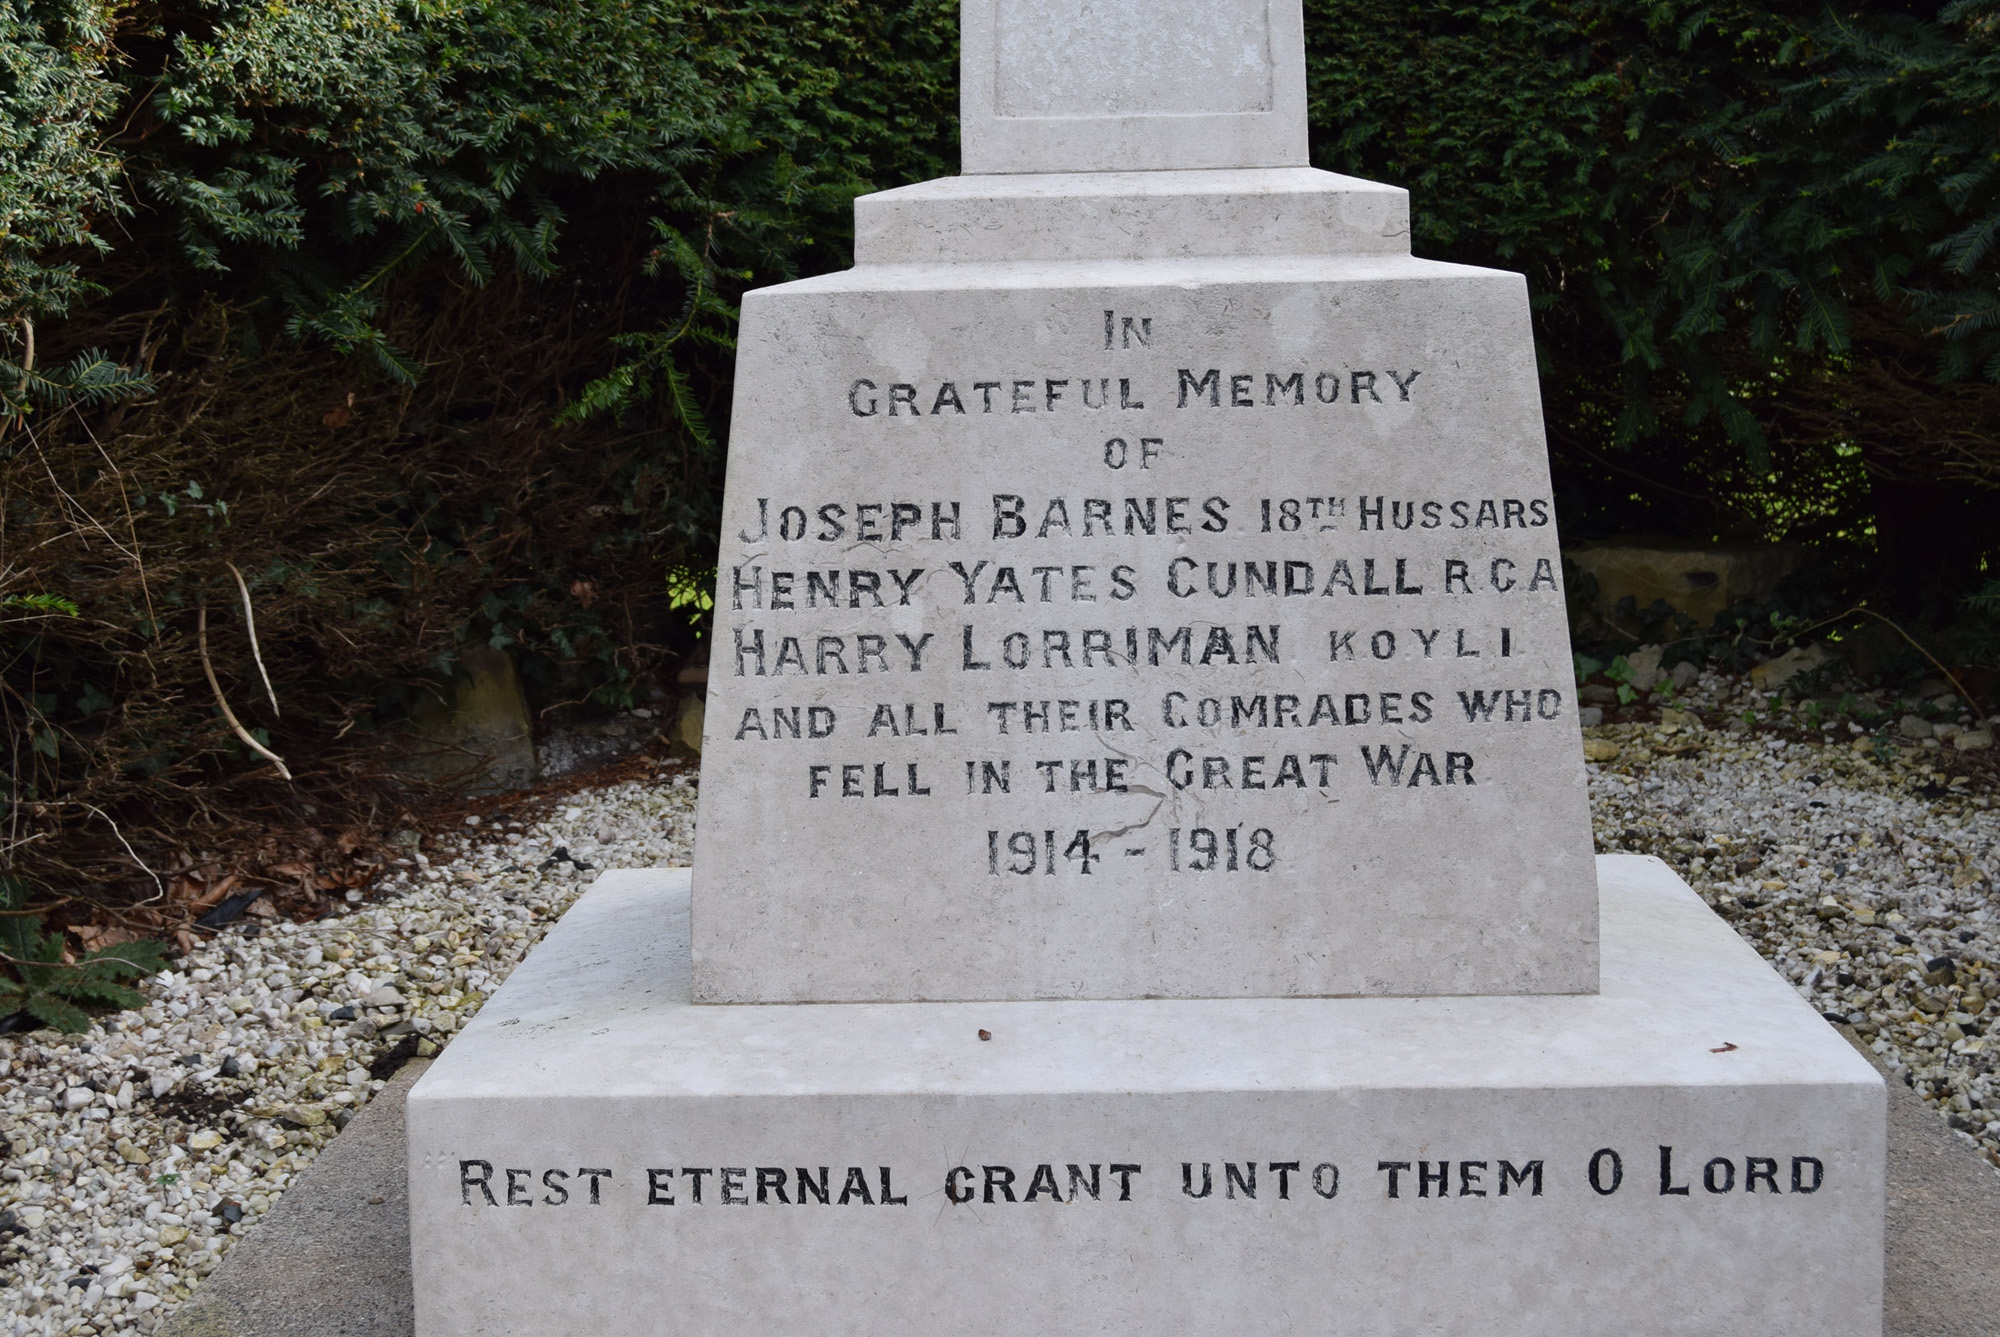 IN
GRATEFUL MEMORY
OF
JOSEPH BARNES 18TH HUSSARS
HENRY YATES CUNDALL R.G.A
HARRY LORRIMAN KOYLI
AND ALL THEIR COMRADES WHO
FELL IN THE GREAT WAR
1914 - 1918
REST ETERNAL GRANT UNTO THEM O LORD